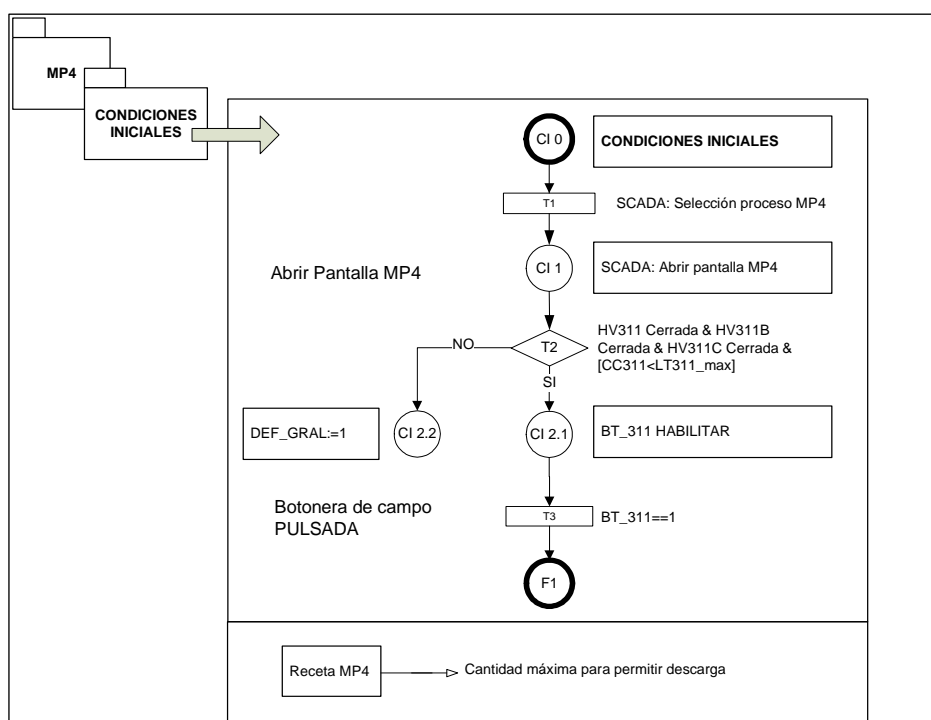 MP4
CONDICIONES
INICIALES
CI 0
CONDICIONES INICIALES
T1
SCADA: Selección proceso MP4
Abrir Pantalla MP4
CI 1
SCADA: Abrir pantalla MP4
NO
T2
HV311 Cerrada & HV311B
Cerrada & HV311C Cerrada &
[CC311<LT311_max]
SI
DEF_GRAL:=1
CI 2.2
CI 2.1
BT_311 HABILITAR
Botonera de campo
PULSADA
T3
BT_311==1
F1
Receta MP4
Cantidad máxima para permitir descarga